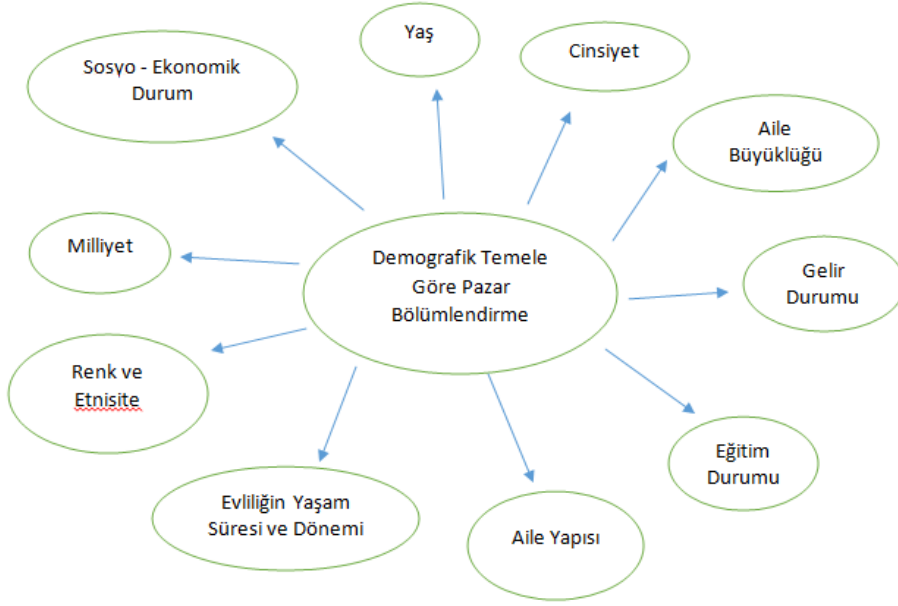 Yaş
Cinsiyet
Sosyo - Ekonomik
Durum
Aile
Büyüklüğü
Milliyet
Demografik Temele
Göre Pazar
Bölümlendirme
Gelir
Durumu
Renk ve
Etnisite
Eğitim
Durumu
Evliliğin Yaşam
Süresi ve Dönemi
Aile Yapısı